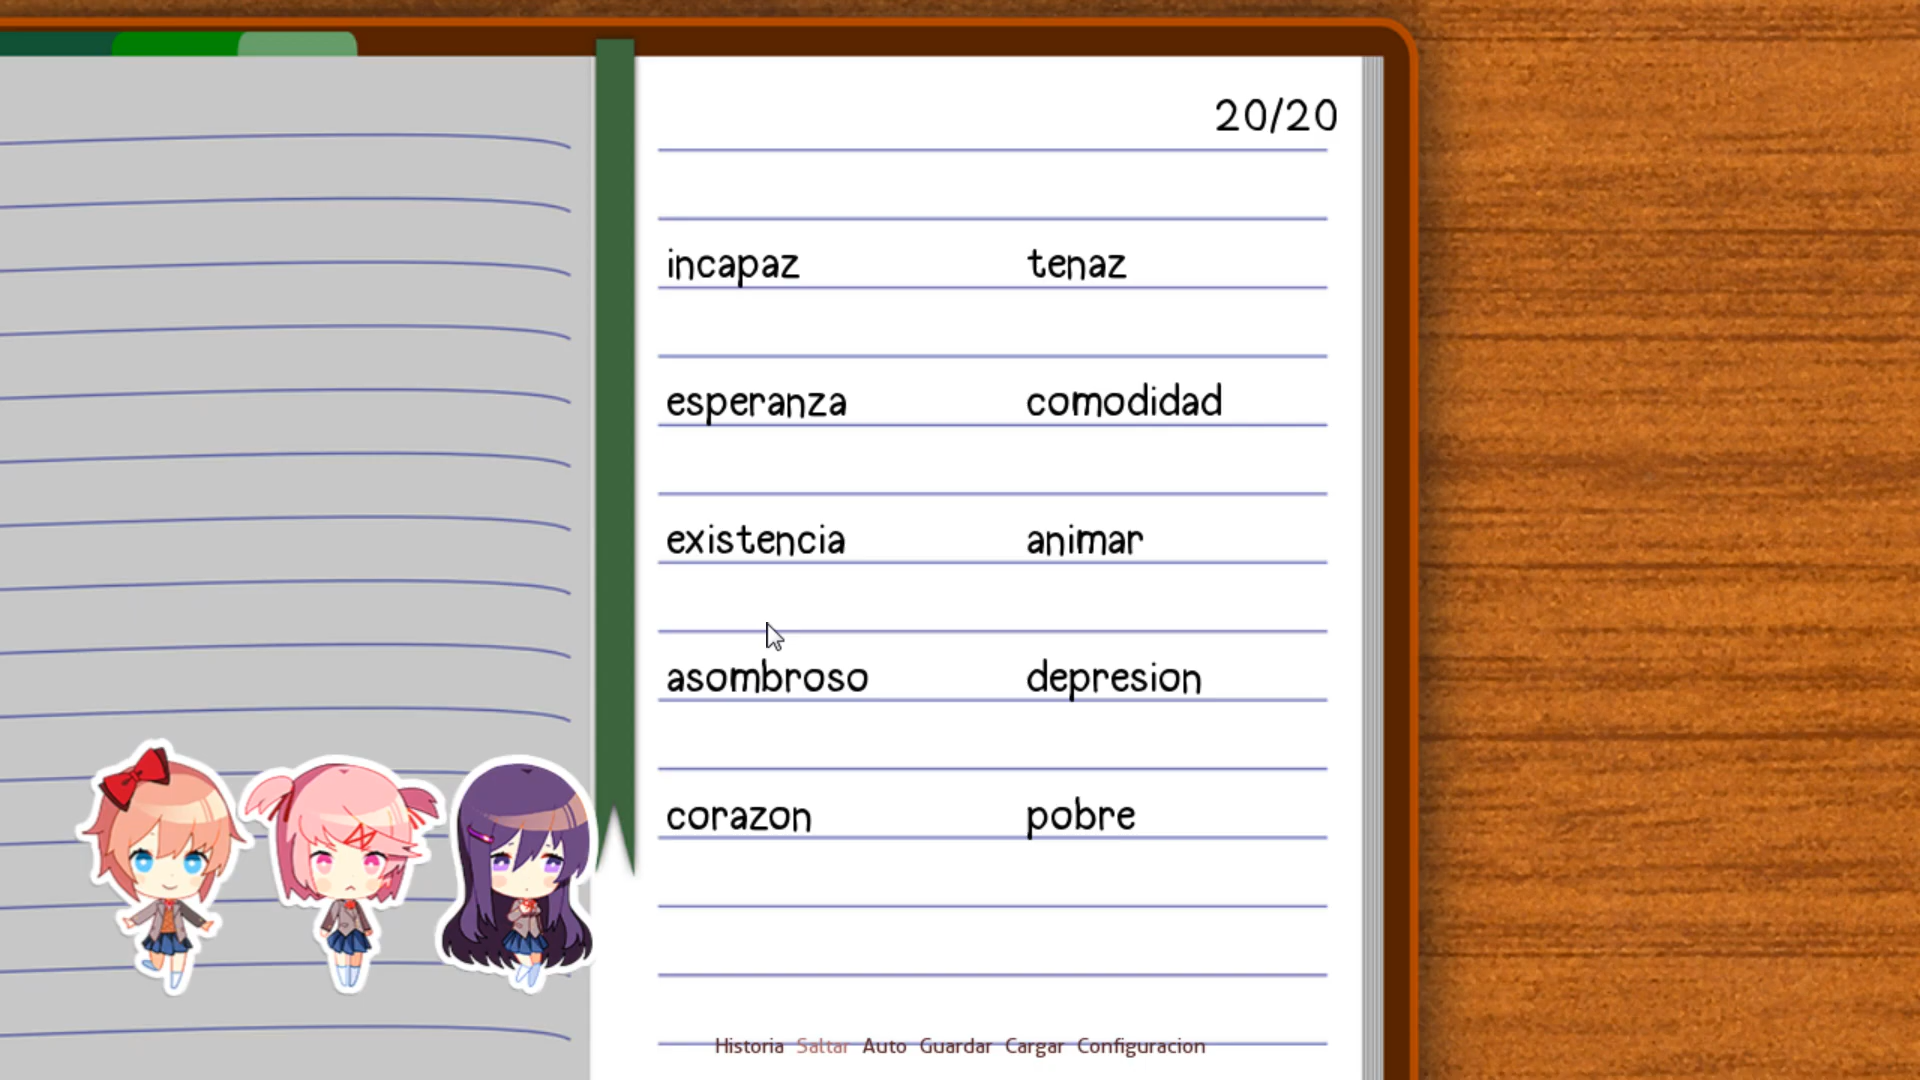 20/20
incapaz tenaz
esperanza comodidad
existencia animar
asombroso depresion
corazon pobre
Historia Saltar Auto Guardar Cargar Configuracion